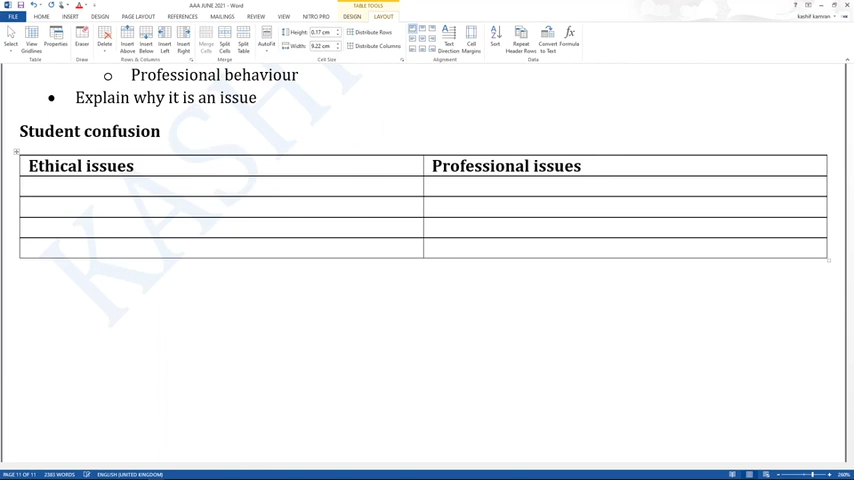 AAA JUNE 2021 - Word
TABLE TOOLS
FILE HOME INSERT DESIGN PAGE LAYOUT REFERENCES MAILINGS REVIEW VIEW NITRO PRO DESIGN LAYOUT
kashif kamran
Select View Gridlines Properties
Draw Table Eraser Delete Insert Above Insert Below Insert Left Insert Right
Merge Cells Split Cells Split Table AutoFit
Height: 0.17 cm Distribute Rows
Width: 9.22 cm Distribute Columns
Text Direction Cell Margins Sort Repeat Header Rows Convert to Text Formula
Table Draw Rows & Columns Merge Cell Size Alignment Data
o Professional behaviour
• Explain why it is an issue
Student confusion
Ethical issues Professional issues
KASHI
PAGE 11 OF 11 2383 WORDS ENGLISH (UNITED KINGDOM) 260%